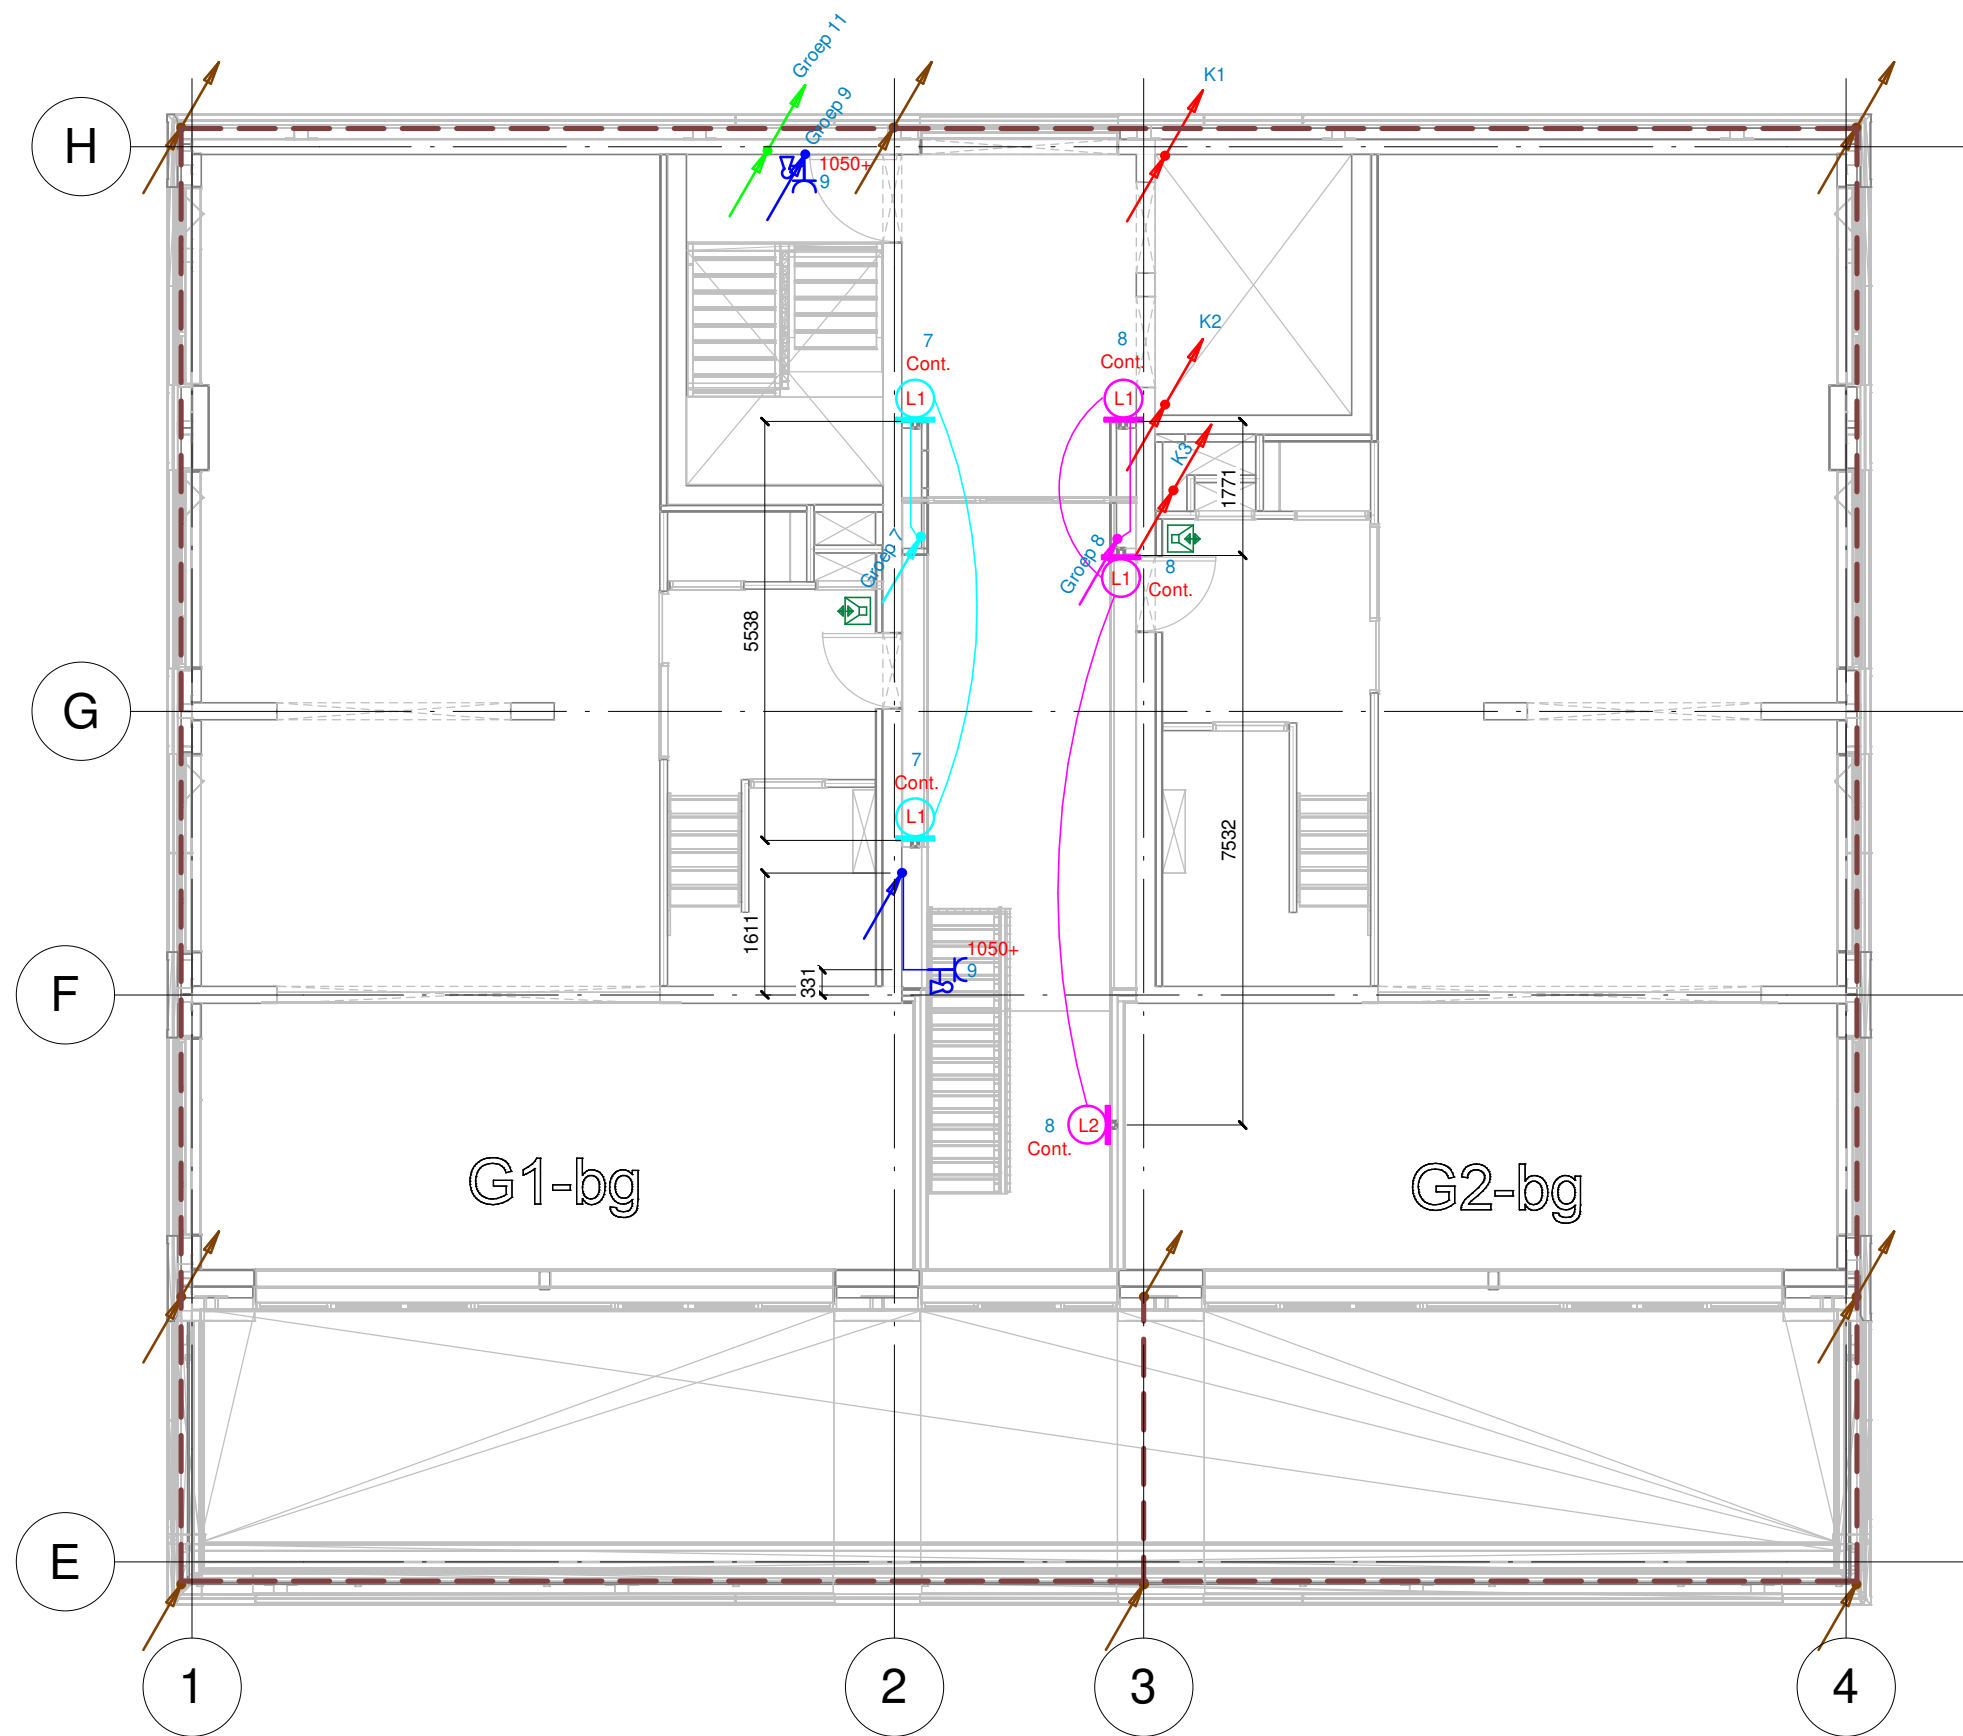 Groep 11
Groep 9
K1
H
1050+
9
K2
7
Cont.
8
Cont.
L1
L1
K3
1771
Groep 7
Groep 8
L1
8
Cont.
5538
G
7
Cont.
L1
7532
1611
1050+
9
331
F
L2
8
Cont.
G1-bg
G2-bg
E
1
2
3
4